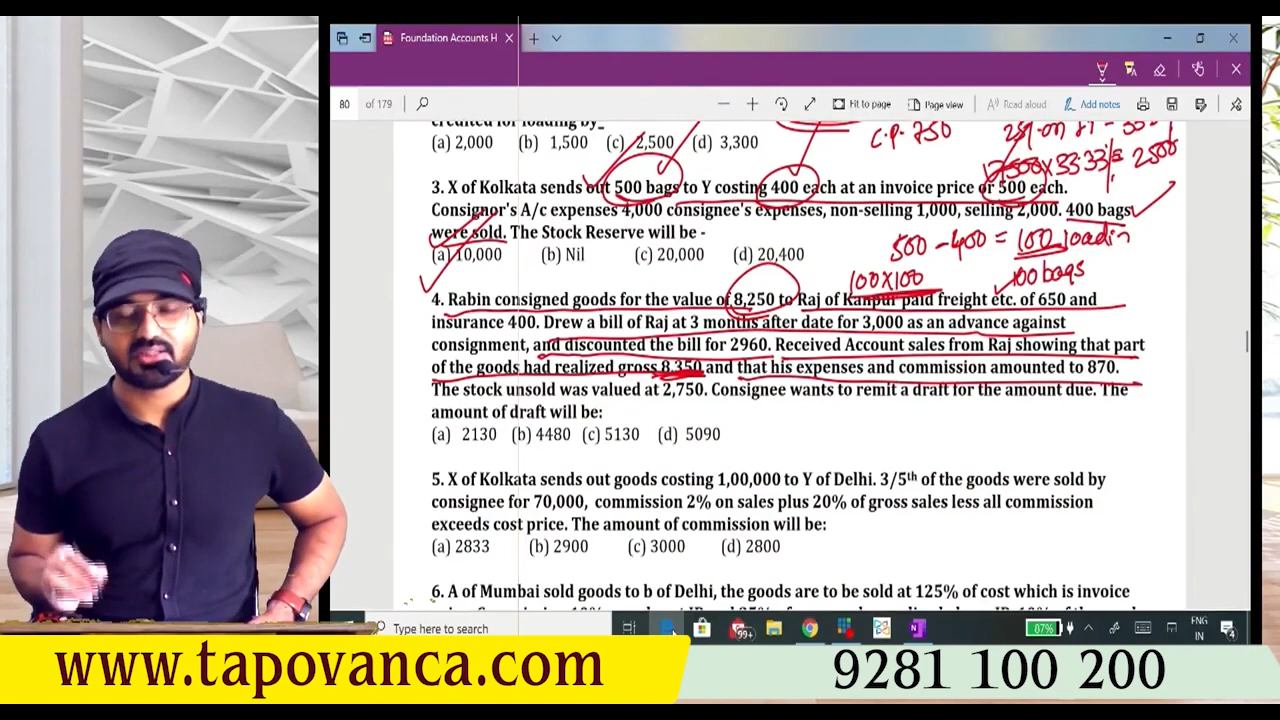 Foundation Accounts H
80 of 179
Fit to page
Page view
Read aloud
Add notes
credited for loading by_
(a) 2,000 (b) 1,500 (c) 2,500 (d) 3,300
C.P. 750
2500
3. X of Kolkata sends out 500 bags to Y costing 400 each at an invoice price or 500 each.
Consignor's A/c expenses 4,000 consignee's expenses, non-selling 1,000, selling 2,000. 400 bags
were sold. The Stock Reserve will be -
500 - 400 = 100 loadin
(a) 10,000 (b) Nil (c) 20,000 (d) 20,400
100x100
100 bags
4. Rabin consigned goods for the value of 8,250 to Raj of Kanpur paid freight etc. of 650 and
insurance 400. Drew a bill of Raj at 3 months after date for 3,000 as an advance against
consignment, and discounted the bill for 2960. Received Account sales from Raj showing that part
of the goods had realized gross 8,350 and that his expenses and commission amounted to 870.
The stock unsold was valued at 2,750. Consignee wants to remit a draft for the amount due. The
amount of draft will be:
(a) 2130 (b) 4480 (c) 5130 (d) 5090
5. X of Kolkata sends out goods costing 1,00,000 to Y of Delhi. 3/5th of the goods were sold by
consignee for 70,000, commission 2% on sales plus 20% of gross sales less all commission
exceeds cost price. The amount of commission will be:
(a) 2833 (b) 2900 (c) 3000 (d) 2800
6. A of Mumbai sold goods to b of Delhi, the goods are to be sold at 125% of cost which is invoice
Type here to search
99+
87%
ENG
IN
4
www.tapovanca.com
9281 100 200